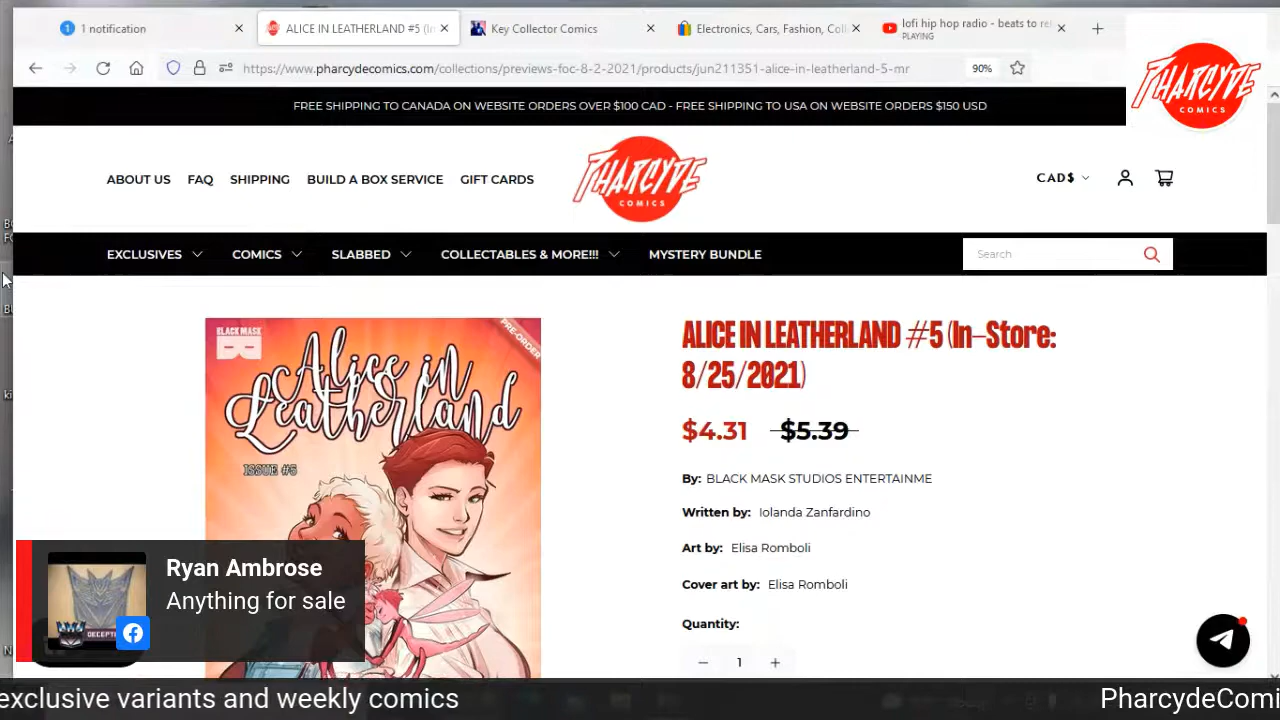 1 notification
ALICE IN LEATHERLAND #5 (In
Key Collector Comics
Electronics, Cars, Fashion, Coll
lofi hip hop radio - beats to re
PLAYING
https://www.pharcydecomics.com/collections/previews-foc-8-2-2021/products/jun211351-alice-in-leatherland-5-mr
90%
PHARCYDE
COMICS
FREE SHIPPING TO CANADA ON WEBSITE ORDERS OVER $100 CAD - FREE SHIPPING TO USA ON WEBSITE ORDERS $150 USD
ABOUT US
FAQ
SHIPPING
BUILD A BOX SERVICE
GIFT CARDS
PHARCYDE
COMICS
CAD$
EXCLUSIVES
COMICS
SLABBED
COLLECTABLES & MORE!!!
MYSTERY BUNDLE
Search
BLACK MASK
PRE-ORDER
Alice in
Leatherland
ISSUE #5
ALICE IN LEATHERLAND #5 (In-Store:
8/25/2021)
$4.31 $5.39
By: BLACK MASK STUDIOS ENTERTAINME
Written by: Iolanda Zanfardino
Art by: Elisa Romboli
Cover art by: Elisa Romboli
Quantity:
1
Ryan Ambrose
Anything for sale
DECEPTI
exclusive variants and weekly comics
PharcydeComi